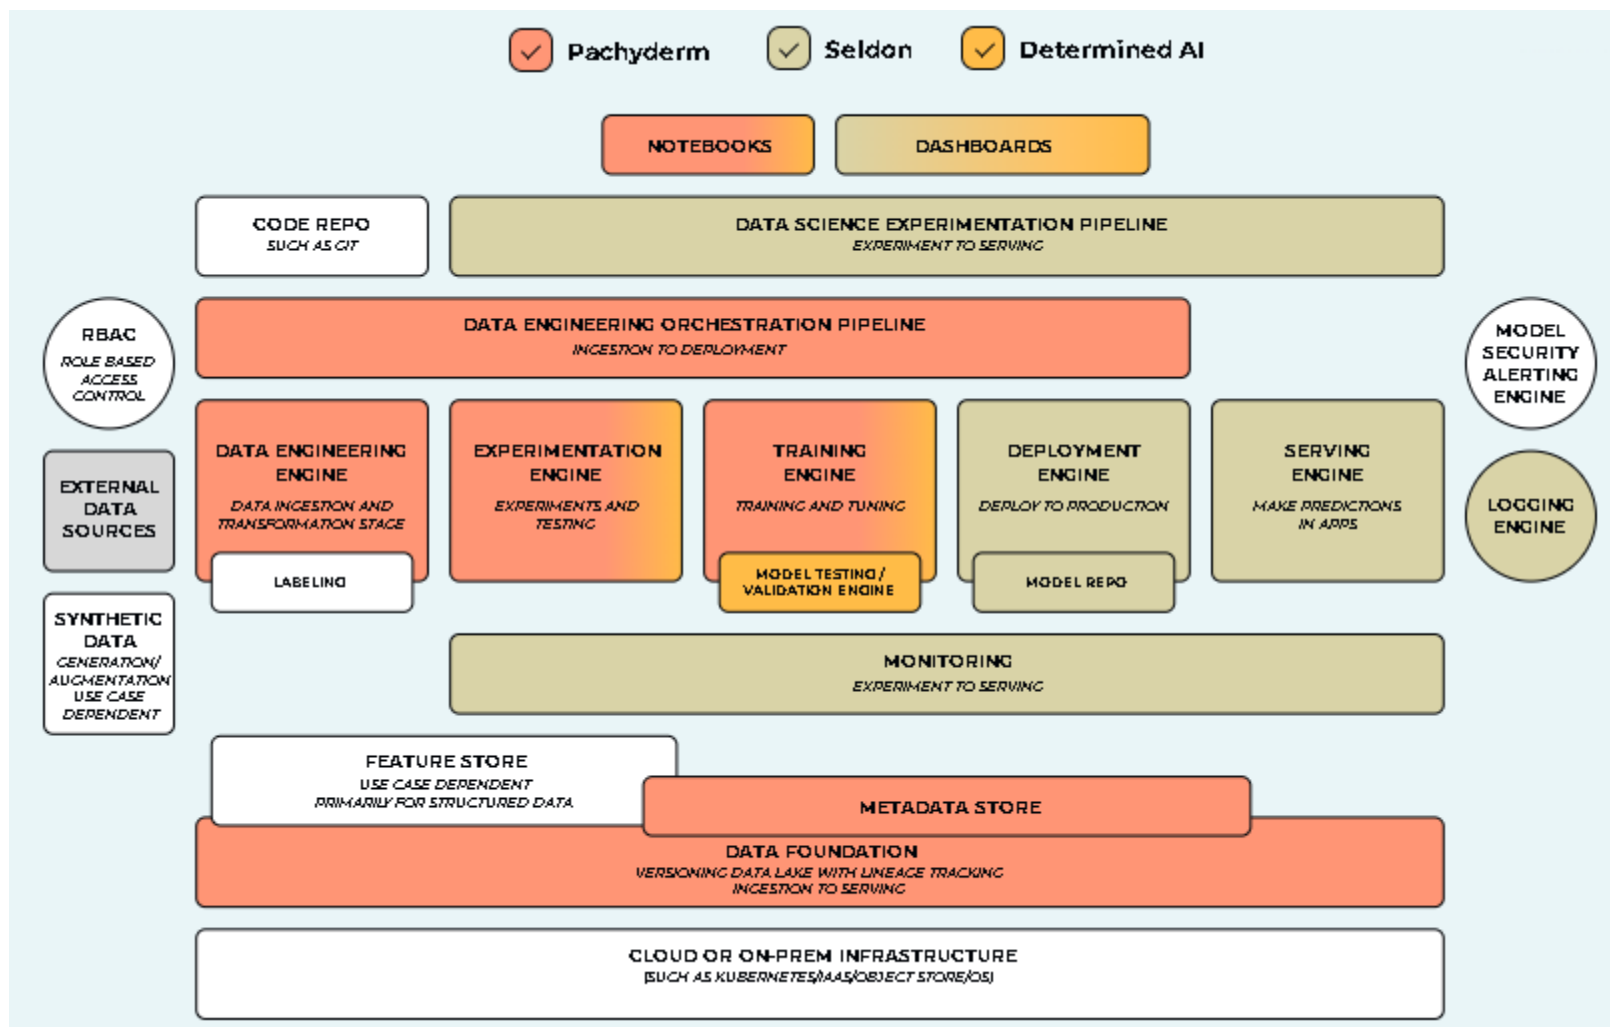 Pachyderm
Seldon
Determined AI
NOTEBOOKS
DASHBOARDS
CODE REPO
SUCH AS GIT
DATA SCIENCE EXPERIMENTATION PIPELINE
EXPERIMENT TO SERVING
RBAC
ROLE BASED
ACCESS
CONTROL
DATA ENGINEERING ORCHESTRATION PIPELINE
INGESTION TO DEPLOYMENT
MODEL
SECURITY
ALERTING
ENGINE
EXTERNAL
DATA
SOURCES
DATA ENGINEERING
ENGINE
DATA INGESTION AND
TRANSFORMATION STAGE
LABELING
EXPERIMENTATION
ENGINE
EXPERIMENTS AND
TESTING
TRAINING
ENGINE
TRAINING AND TUNING
MODEL TESTING /
VALIDATION ENGINE
DEPLOYMENT
ENGINE
DEPLOY TO PRODUCTION
MODEL REPO
SERVING
ENGINE
MAKE PREDICTIONS
IN APPS
LOGGING
ENGINE
SYNTHETIC
DATA
GENERATION/
AUGMENTATION
USE CASE
DEPENDENT
MONITORING
EXPERIMENT TO SERVING
FEATURE STORE
USE CASE DEPENDENT
PRIMARILY FOR STRUCTURED DATA
METADATA STORE
DATA FOUNDATION
VERSIONING DATA LAKE WITH LINEAGE TRACKING
INGESTION TO SERVING
CLOUD OR ON-PREM INFRASTRUCTURE
(SUCH AS KUBERNETES/IAAS/OBJECT STORE/OS)